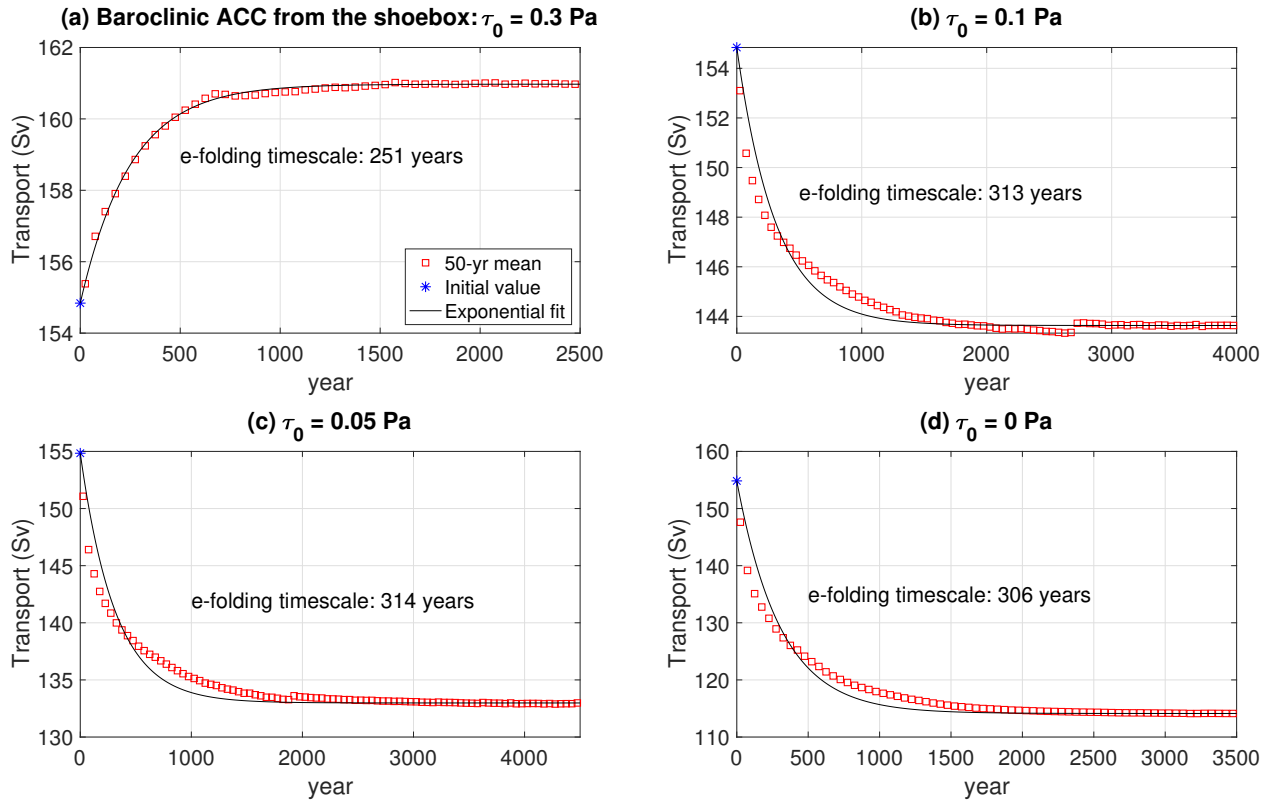 (a) Baroclinic ACC from the shoebox: τ0 = 0.3 Pa
162
160
158
156
154
Transport (Sv)
e-folding timescale: 251 years
50-yr mean
Initial value
Exponential fit
0 500 1000 1500 2000 2500
year
(b) τ0 = 0.1 Pa
154
152
150
148
146
144
Transport (Sv)
e-folding timescale: 313 years
0 1000 2000 3000 4000
year
(c) τ0 = 0.05 Pa
155
150
145
140
135
130
Transport (Sv)
e-folding timescale: 314 years
0 1000 2000 3000 4000
year
(d) τ0 = 0 Pa
160
150
140
130
120
110
Transport (Sv)
e-folding timescale: 306 years
0 500 1000 1500 2000 2500 3000 3500
year